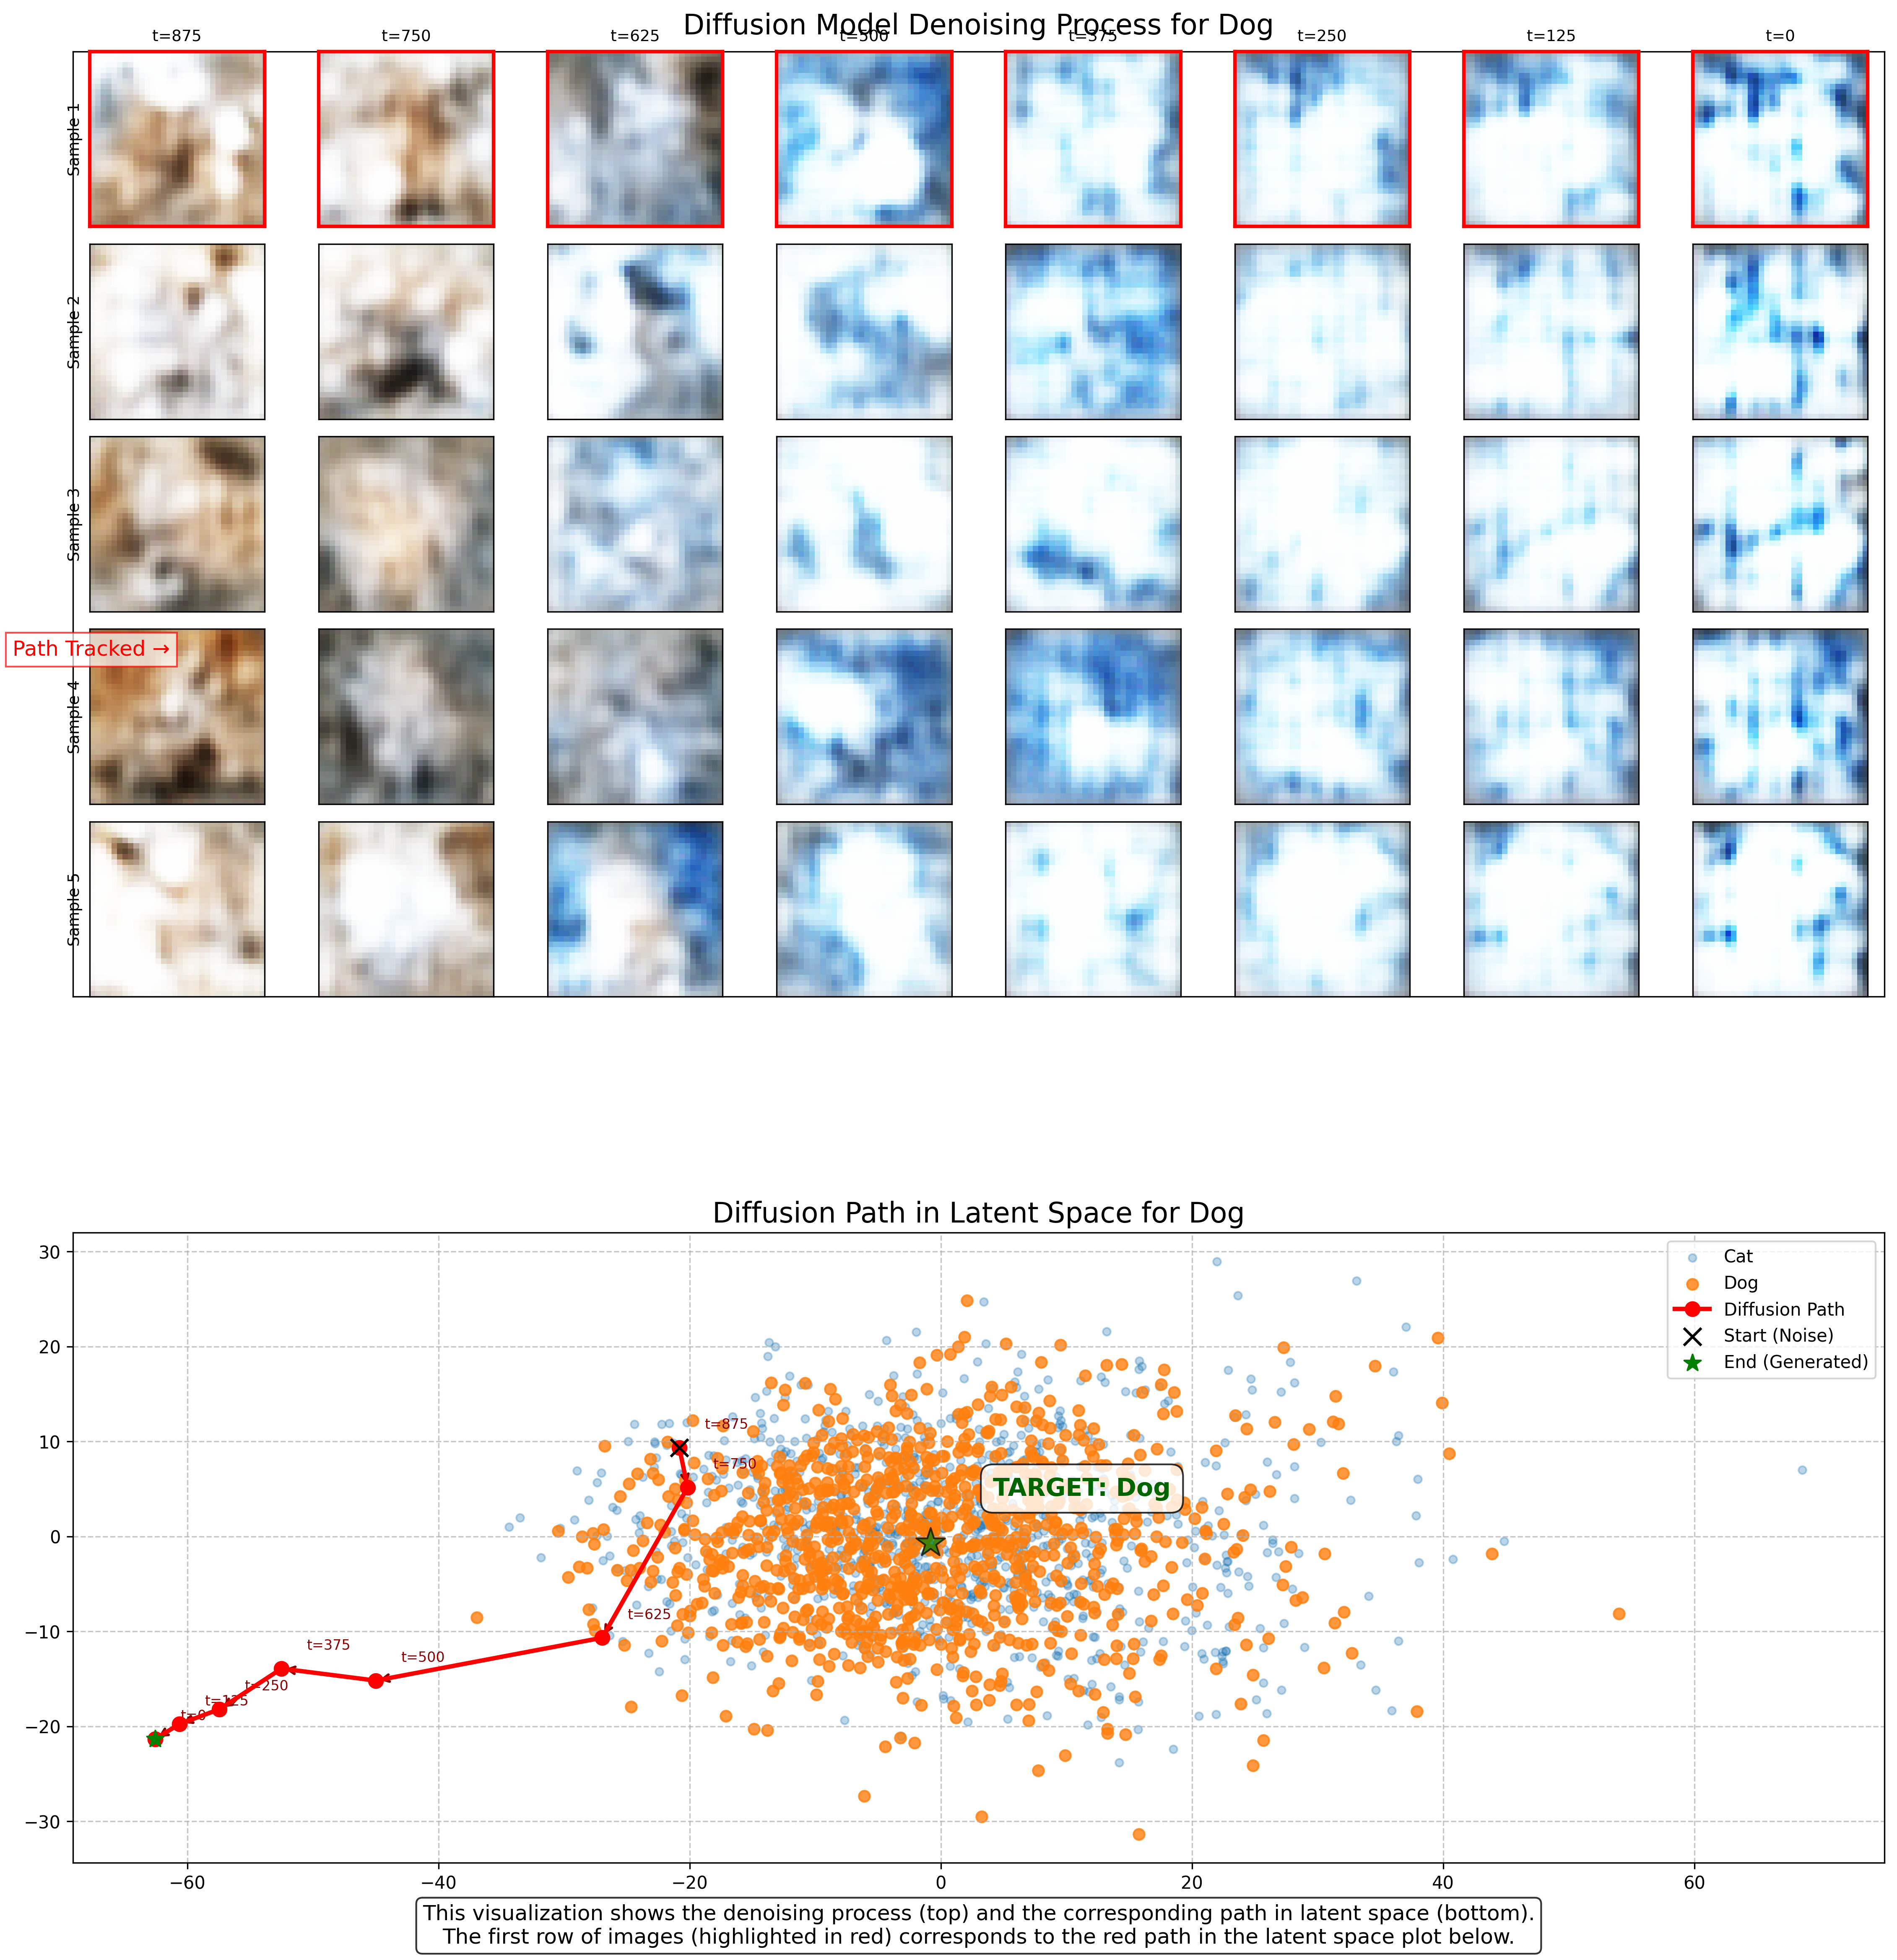 Diffusion Model Denoising Process for Dog
t=875 t=750 t=625 t=500 t=375 t=250 t=125 t=0
Sample 1
Sample 2
Sample 3
Path Tracked →
Sample 4
Sample 5
Diffusion Path in Latent Space for Dog
30
20
10
0
−10
−20
−30
Cat
Dog
Diffusion Path
Start (Noise)
End (Generated)
t=875
t=750
TARGET: Dog
t=625
t=375
t=500
t=250
t=125
t=0
−60 −40 −20 0 20 40 60
This visualization shows the denoising process (top) and the corresponding path in latent space (bottom).
The first row of images (highlighted in red) corresponds to the red path in the latent space plot below.